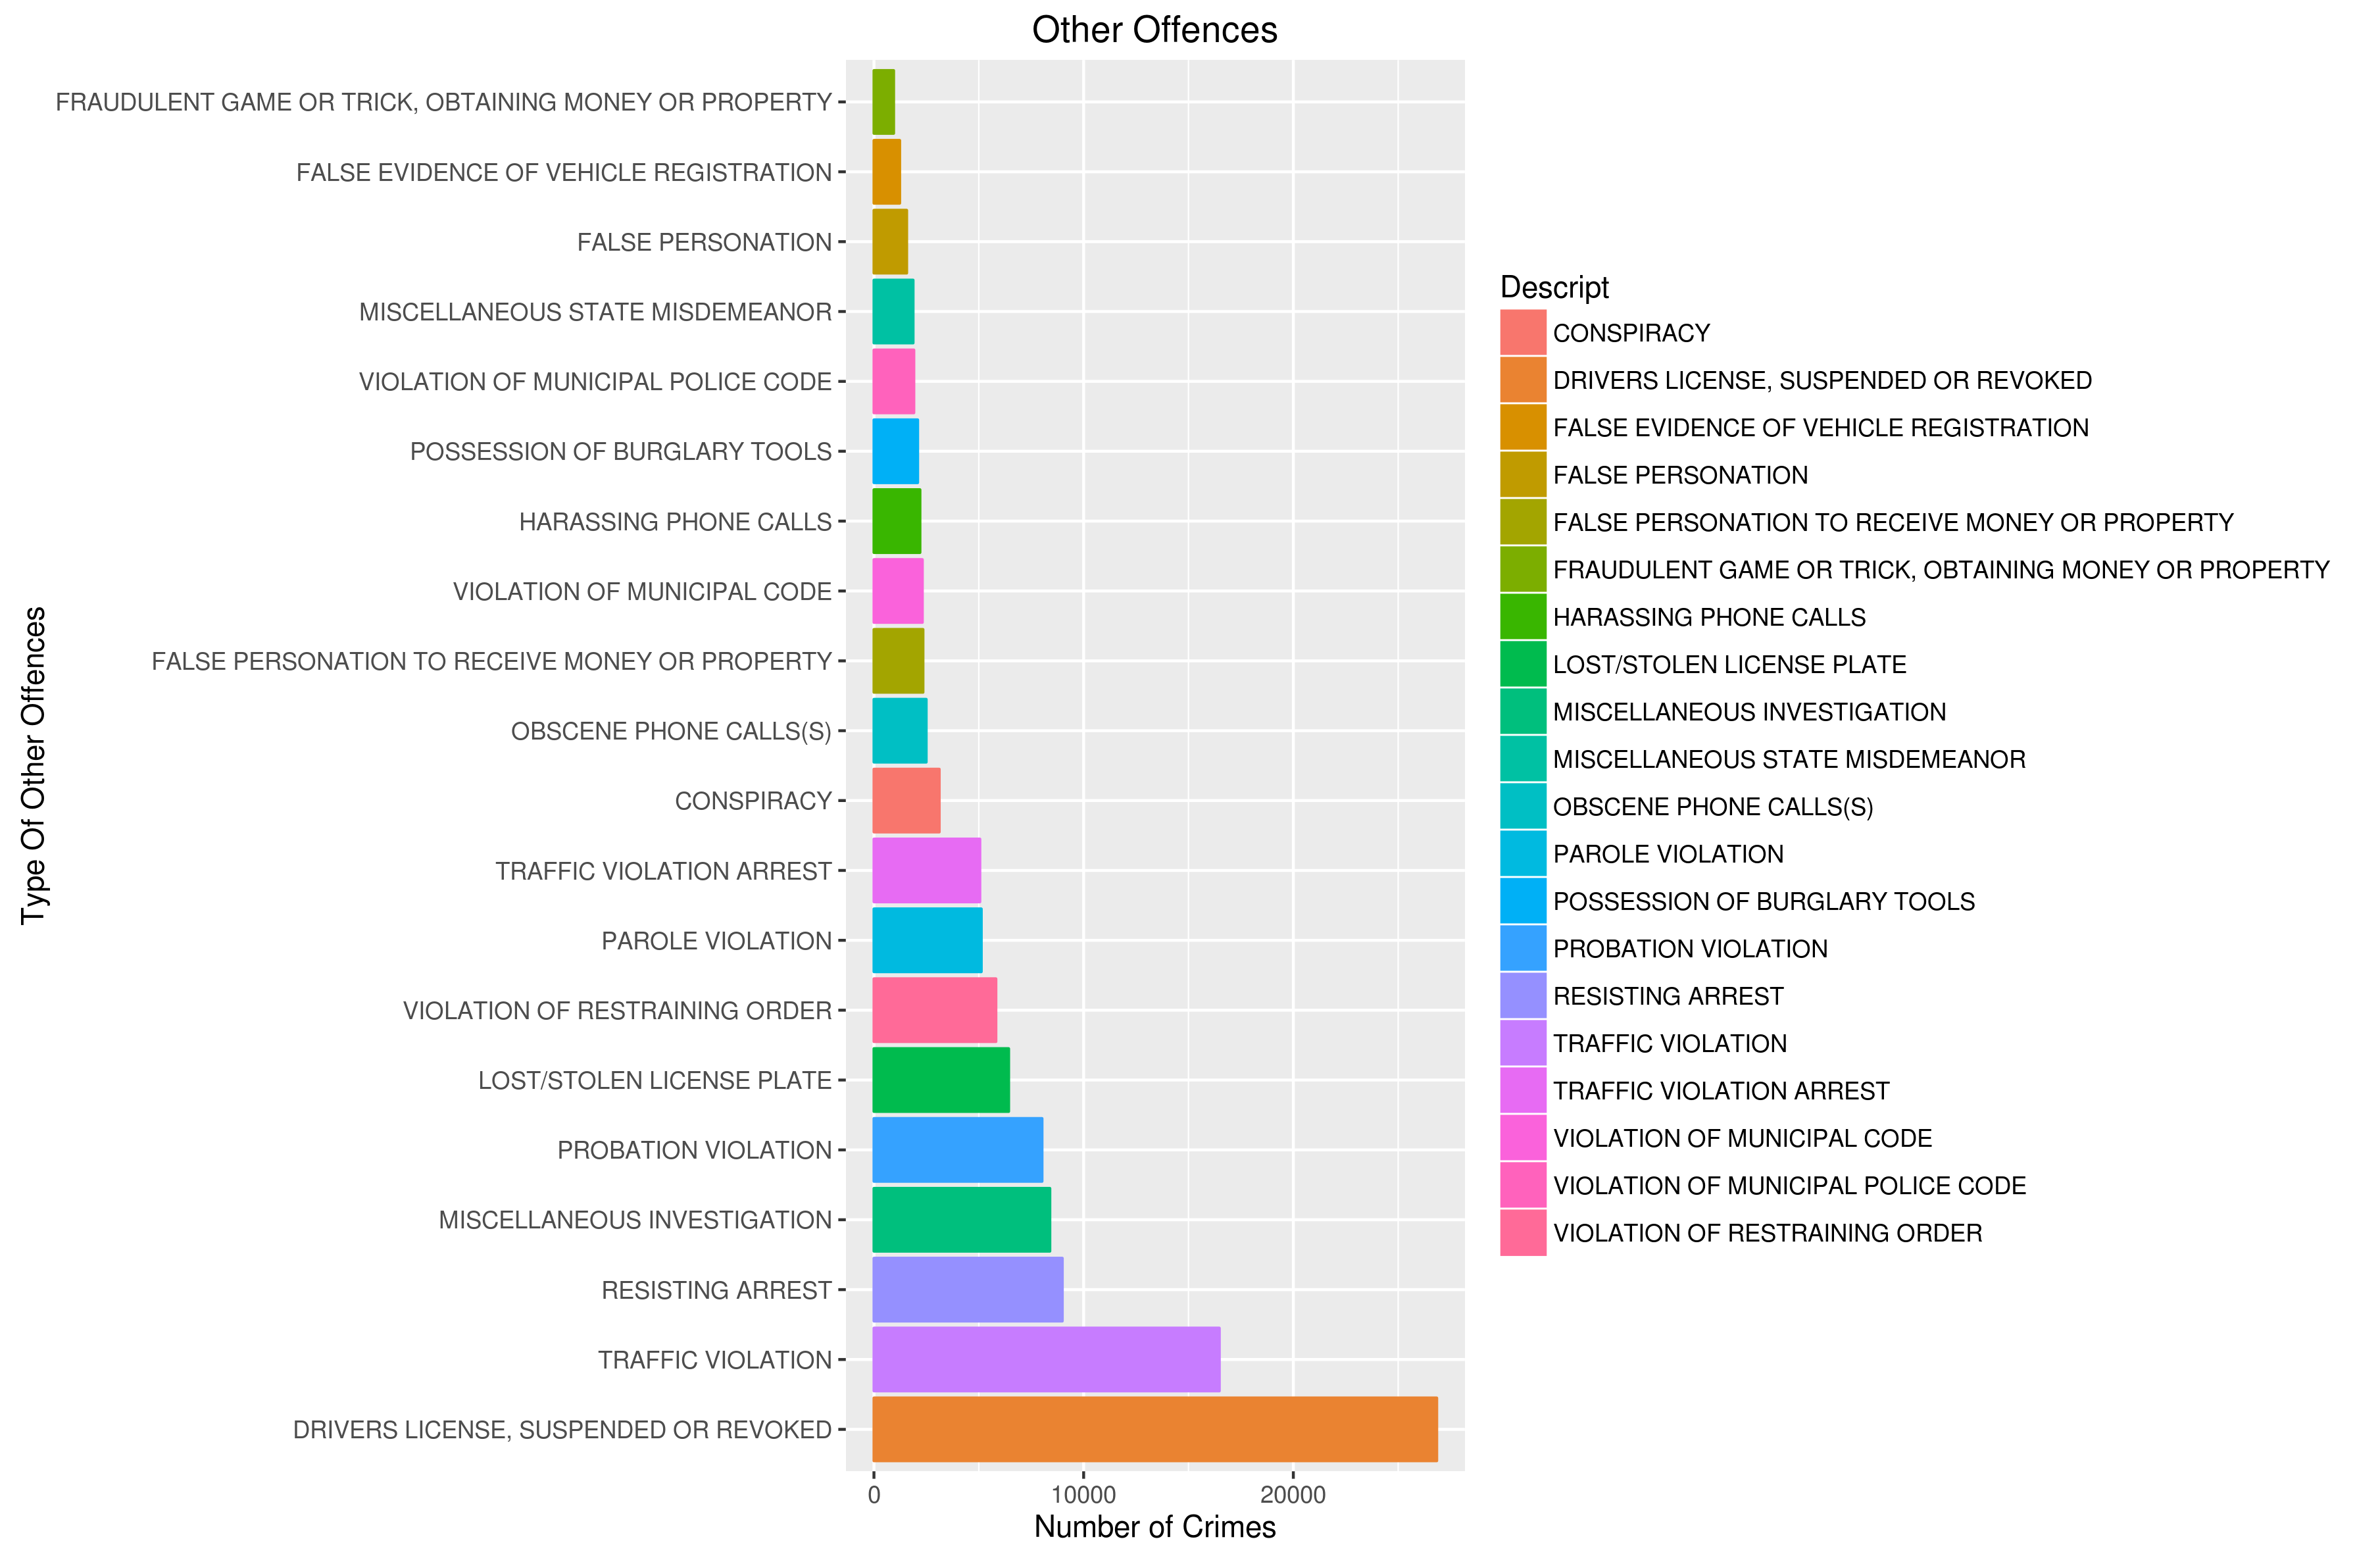 Other Offences
Type Of Other Offences
FRAUDULENT GAME OR TRICK, OBTAINING MONEY OR PROPERTY
FALSE EVIDENCE OF VEHICLE REGISTRATION
FALSE PERSONATION
MISCELLANEOUS STATE MISDEMEANOR
VIOLATION OF MUNICIPAL POLICE CODE
POSSESSION OF BURGLARY TOOLS
HARASSING PHONE CALLS
VIOLATION OF MUNICIPAL CODE
FALSE PERSONATION TO RECEIVE MONEY OR PROPERTY
OBSCENE PHONE CALLS(S)
CONSPIRACY
TRAFFIC VIOLATION ARREST
PAROLE VIOLATION
VIOLATION OF RESTRAINING ORDER
LOST/STOLEN LICENSE PLATE
PROBATION VIOLATION
MISCELLANEOUS INVESTIGATION
RESISTING ARREST
TRAFFIC VIOLATION
DRIVERS LICENSE, SUSPENDED OR REVOKED
0 10000 20000
Number of Crimes
Descript
CONSPIRACY
DRIVERS LICENSE, SUSPENDED OR REVOKED
FALSE EVIDENCE OF VEHICLE REGISTRATION
FALSE PERSONATION
FALSE PERSONATION TO RECEIVE MONEY OR PROPERTY
FRAUDULENT GAME OR TRICK, OBTAINING MONEY OR PROPERTY
HARASSING PHONE CALLS
LOST/STOLEN LICENSE PLATE
MISCELLANEOUS INVESTIGATION
MISCELLANEOUS STATE MISDEMEANOR
OBSCENE PHONE CALLS(S)
PAROLE VIOLATION
POSSESSION OF BURGLARY TOOLS
PROBATION VIOLATION
RESISTING ARREST
TRAFFIC VIOLATION
TRAFFIC VIOLATION ARREST
VIOLATION OF MUNICIPAL CODE
VIOLATION OF MUNICIPAL POLICE CODE
VIOLATION OF RESTRAINING ORDER